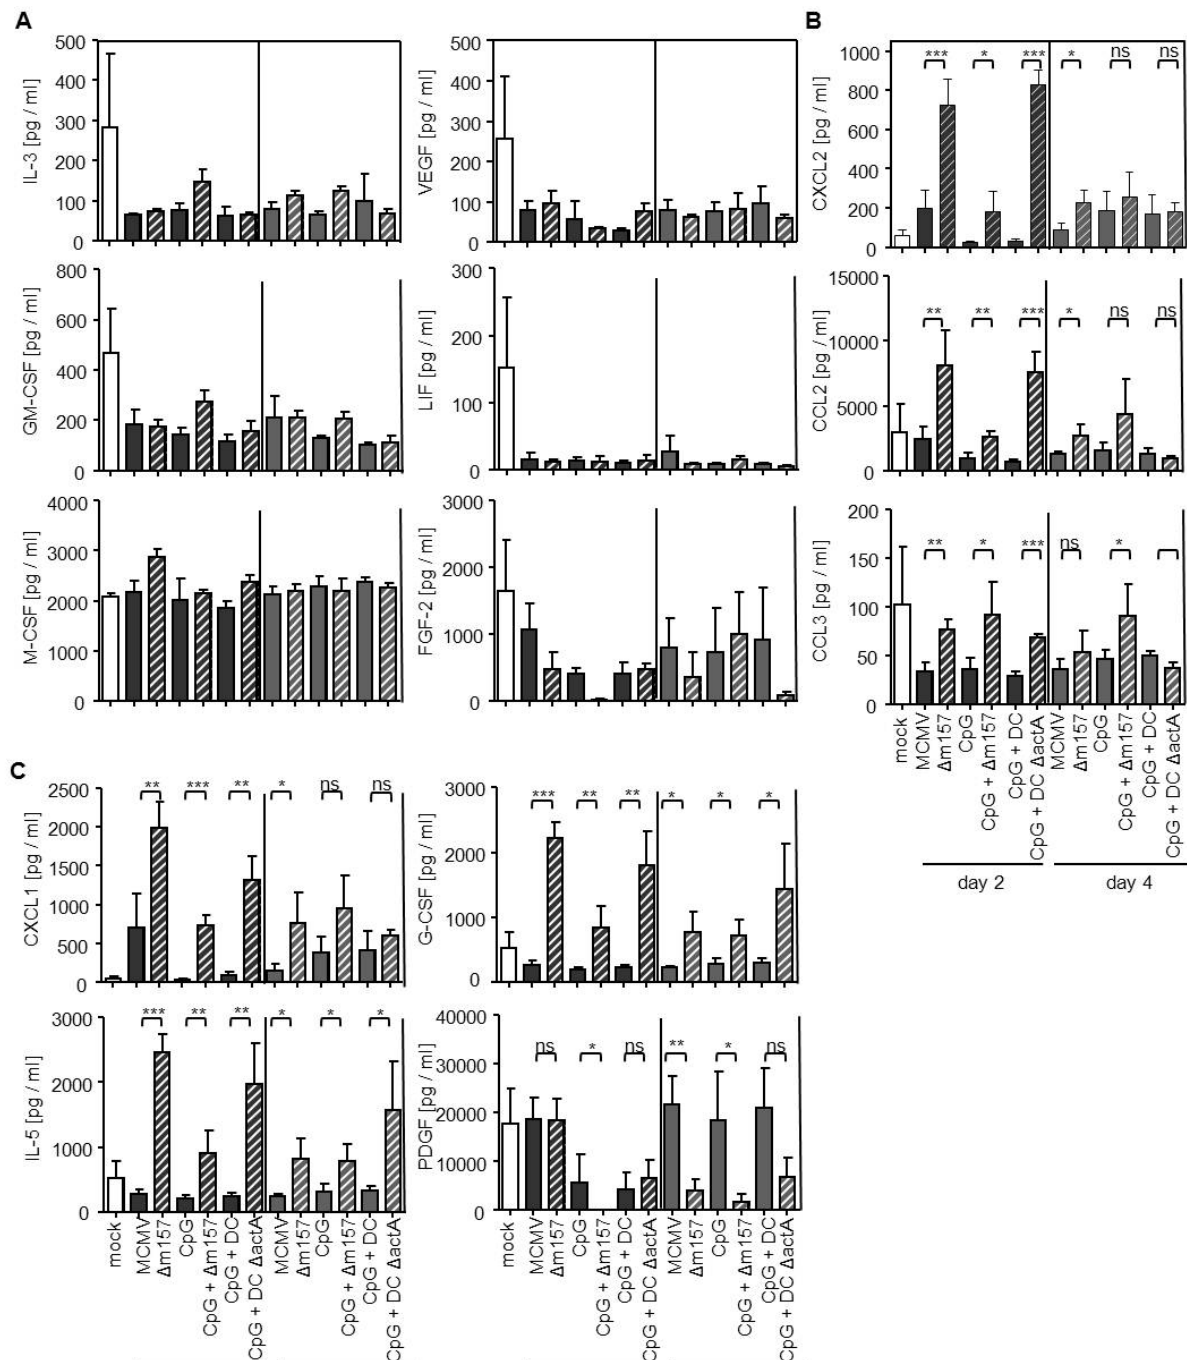 A
500
400
300
200
100
0
IL-3 [pg / ml]
500
400
300
200
100
0
VEGF [pg / ml]
800
600
400
200
0
GM-CSF [pg / ml]
300
200
100
0
LIF [pg / ml]
4000
3000
2000
1000
0
M-CSF [pg / ml]
3000
2000
1000
0
FGF-2 [pg / ml]
B
1000
800
600
400
200
0
CXCL2 [pg / ml]
*** * *** * ns ns
15000
10000
5000
0
CCL2 [pg / ml]
** ** *** * ns ns
200
150
100
50
0
CCL3 [pg / ml]
** * *** ns *
mock
MCMV
Δm157
CpG
CpG + Δm157
CpG + DC
CpG + DC ΔactA
MCMV
Δm157
CpG
CpG + Δm157
CpG + DC
CpG + DC ΔactA
day 2
day 4
C
2500
2000
1500
1000
500
0
CXCL1 [pg / ml]
** *** ** * ns ns
3000
2000
1000
0
G-CSF [pg / ml]
*** ** ** * * *
3000
2000
1000
0
IL-5 [pg / ml]
*** ** ** * * *
40000
30000
20000
10000
0
PDGF [pg / ml]
ns * ns ** * ns
mock
MCMV
Δm157
CpG
CpG + Δm157
CpG + DC
CpG + DC ΔactA
MCMV
Δm157
CpG
CpG + Δm157
CpG + DC
CpG + DC ΔactA
mock
MCMV
Δm157
CpG
CpG + Δm157
CpG + DC
CpG + DC ΔactA
MCMV
Δm157
CpG
CpG + Δm157
CpG + DC
CpG + DC ΔactA